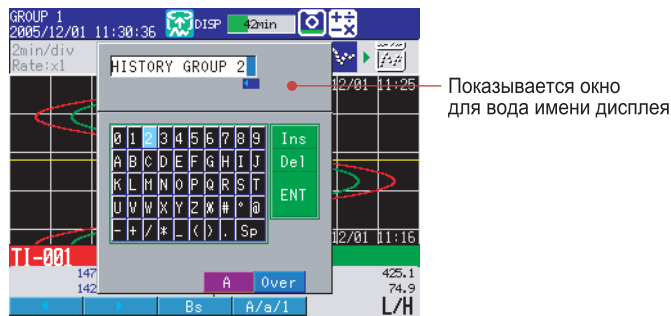 GROUP 1
2005/12/01 11:30:36 DISP 42min
2min/div
Rate:x1
HISTORY GROUP 2
12/01 11:25
Показывается окно
для вода имени дисплея
0 1 2 3 4 5 6 7 8 9 Ins
A B C D E F G H I J Del
K L M N O P Q R S T ENT
U V W X Y Z % # ° @
- + / * _ ( ) . Sp
12/01 11:16
TI-001
147 425.1
142 74.9
A Over
Bs A/a/1 L/H